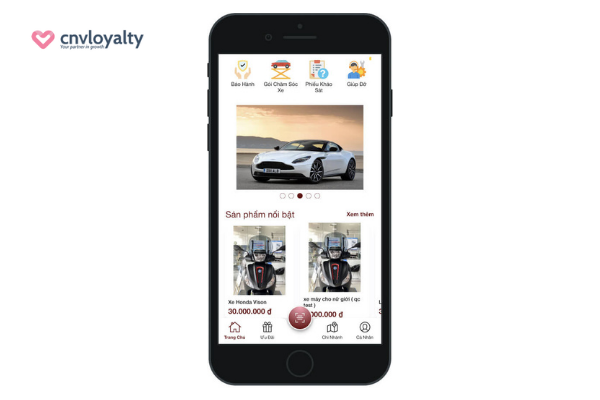 cnvloyalty
Your partner in growth
Bảo Hành
Gói Chăm Sóc
Xe
Phiếu Khảo
Sát
Giúp Đỡ
Sản phẩm nổi bật
Xem thêm
Xe Honda Vision
30.000.000 đ
xe máy cho nữ giới ( qc
test )
000.000 đ
Trang Chủ
Ưu Đãi
Chi Nhánh
Cá Nhân